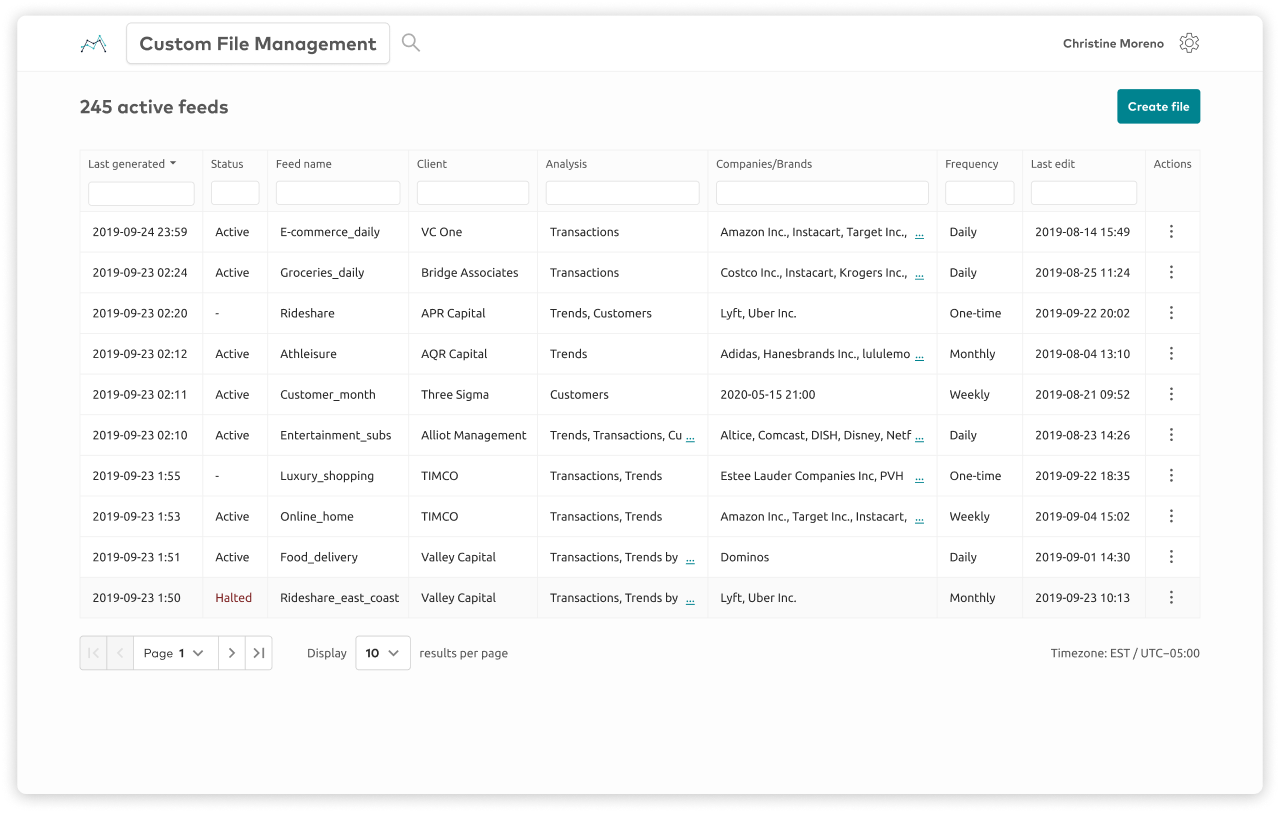 Custom File Management
Christine Moreno
245 active feeds
Create file
Last generated Status Feed name Client Analysis Companies/Brands Frequency Last edit Actions
2019-09-24 23:59 Active E-commerce_daily VC One Transactions Amazon Inc., Instacart, Target Inc., ... Daily 2019-08-14 15:49
2019-09-23 02:24 Active Groceries_daily Bridge Associates Transactions Costco Inc., Instacart, Krogers Inc., ... Daily 2019-08-25 11:24
2019-09-23 02:20 - Rideshare APR Capital Trends, Customers Lyft, Uber Inc. One-time 2019-09-22 20:02
2019-09-23 02:12 Active Athleisure AQR Capital Trends Adidas, Hanesbrands Inc., lululemo ... Monthly 2019-08-04 13:10
2019-09-23 02:11 Active Customer_month Three Sigma Customers 2020-05-15 21:00 Weekly 2019-08-21 09:52
2019-09-23 02:10 Active Entertainment_subs Alliot Management Trends, Transactions, Cu ... Altice, Comcast, DISH, Disney, Netf ... Daily 2019-08-23 14:26
2019-09-23 1:55 - Luxury_shopping TIMCO Transactions, Trends Estee Lauder Companies Inc, PVH ... One-time 2019-09-22 18:35
2019-09-23 1:53 Active Online_home TIMCO Transactions, Trends Amazon Inc., Target Inc., Instacart, ... Weekly 2019-09-04 15:02
2019-09-23 1:51 Active Food_delivery Valley Capital Transactions, Trends by ... Dominos Daily 2019-09-01 14:30
2019-09-23 1:50 Halted Rideshare_east_coast Valley Capital Transactions, Trends by ... Lyft, Uber Inc. Monthly 2019-09-23 10:13
Page 1 Display 10 results per page Timezone: EST / UTC–05:00